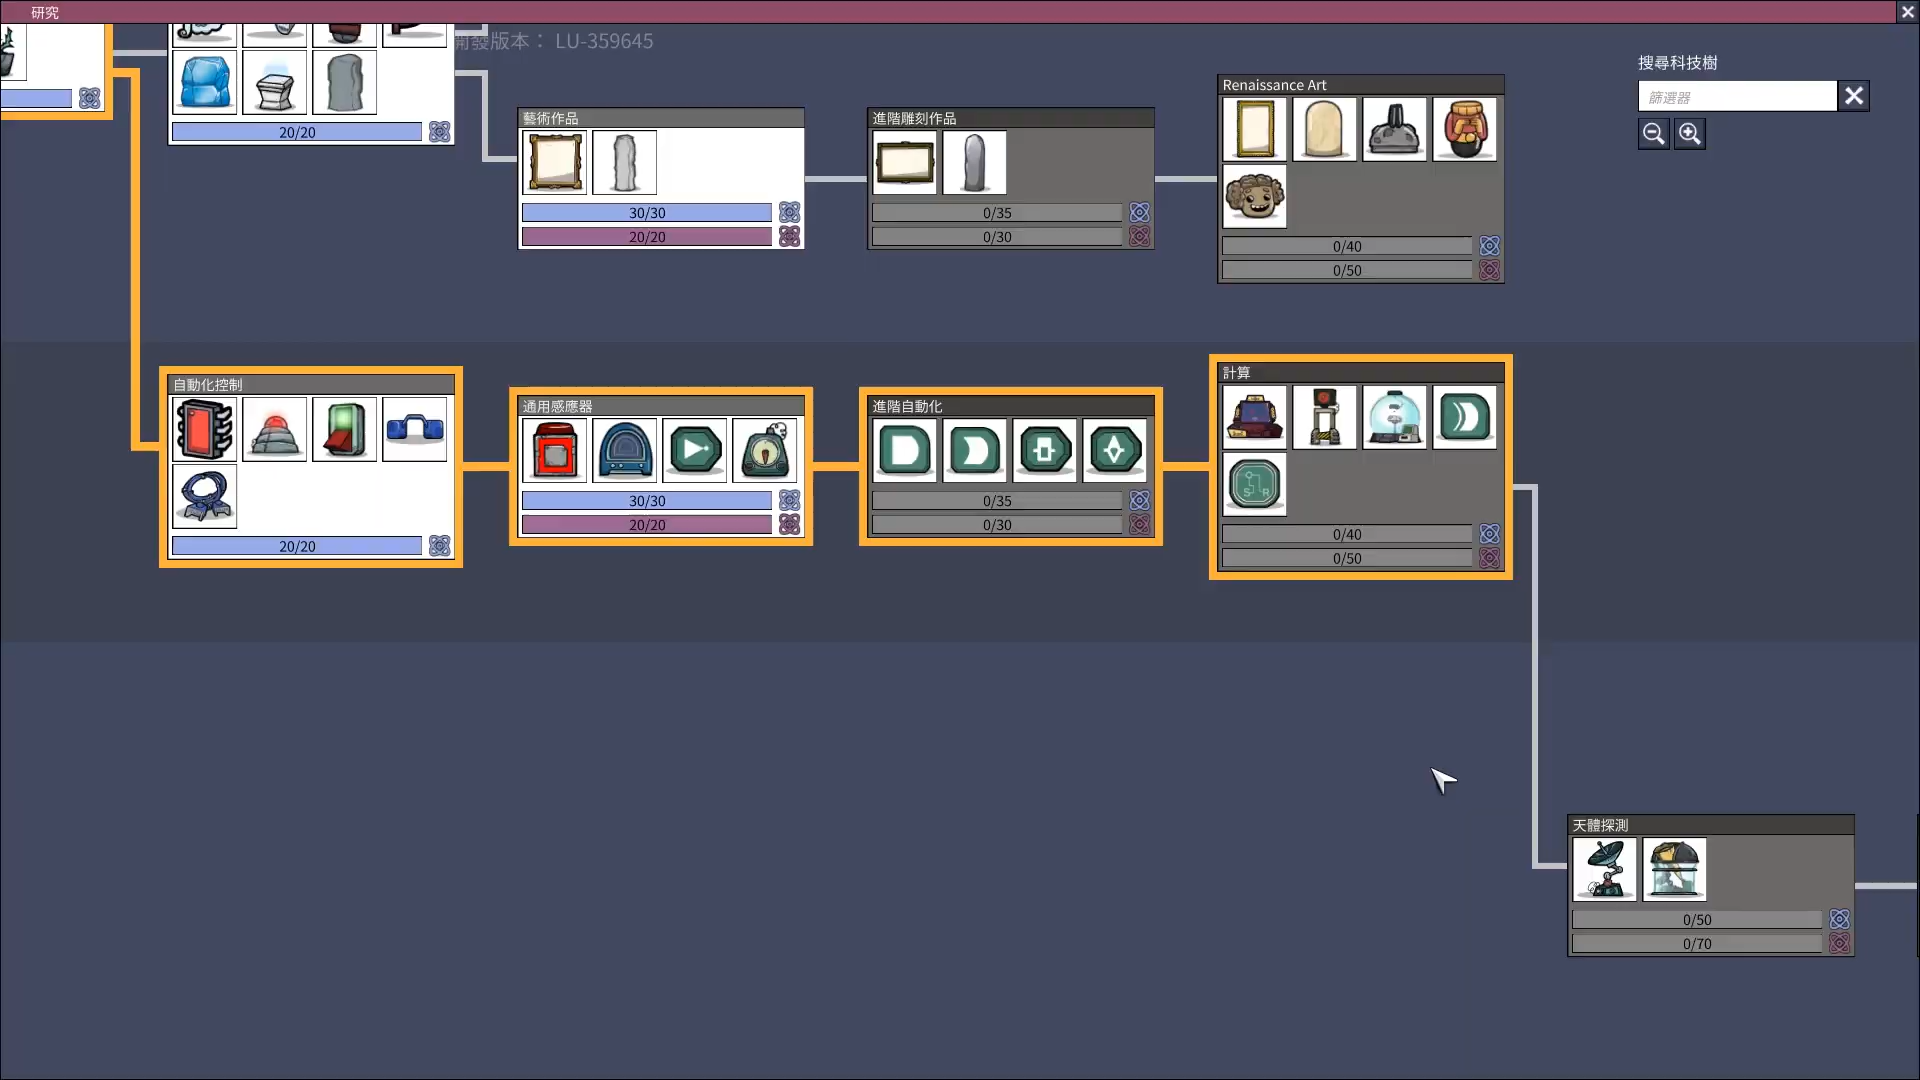 研究
開發版本： LU-359645
搜尋科技樹
篩選器
20/20
藝術作品
30/30
20/20
進階雕刻作品
0/35
0/30
Renaissance Art
0/40
0/50
自動化控制
20/20
通用感應器
30/30
20/20
進階自動化
0/35
0/30
計算
S R
0/40
0/50
天體探測
0/50
0/70